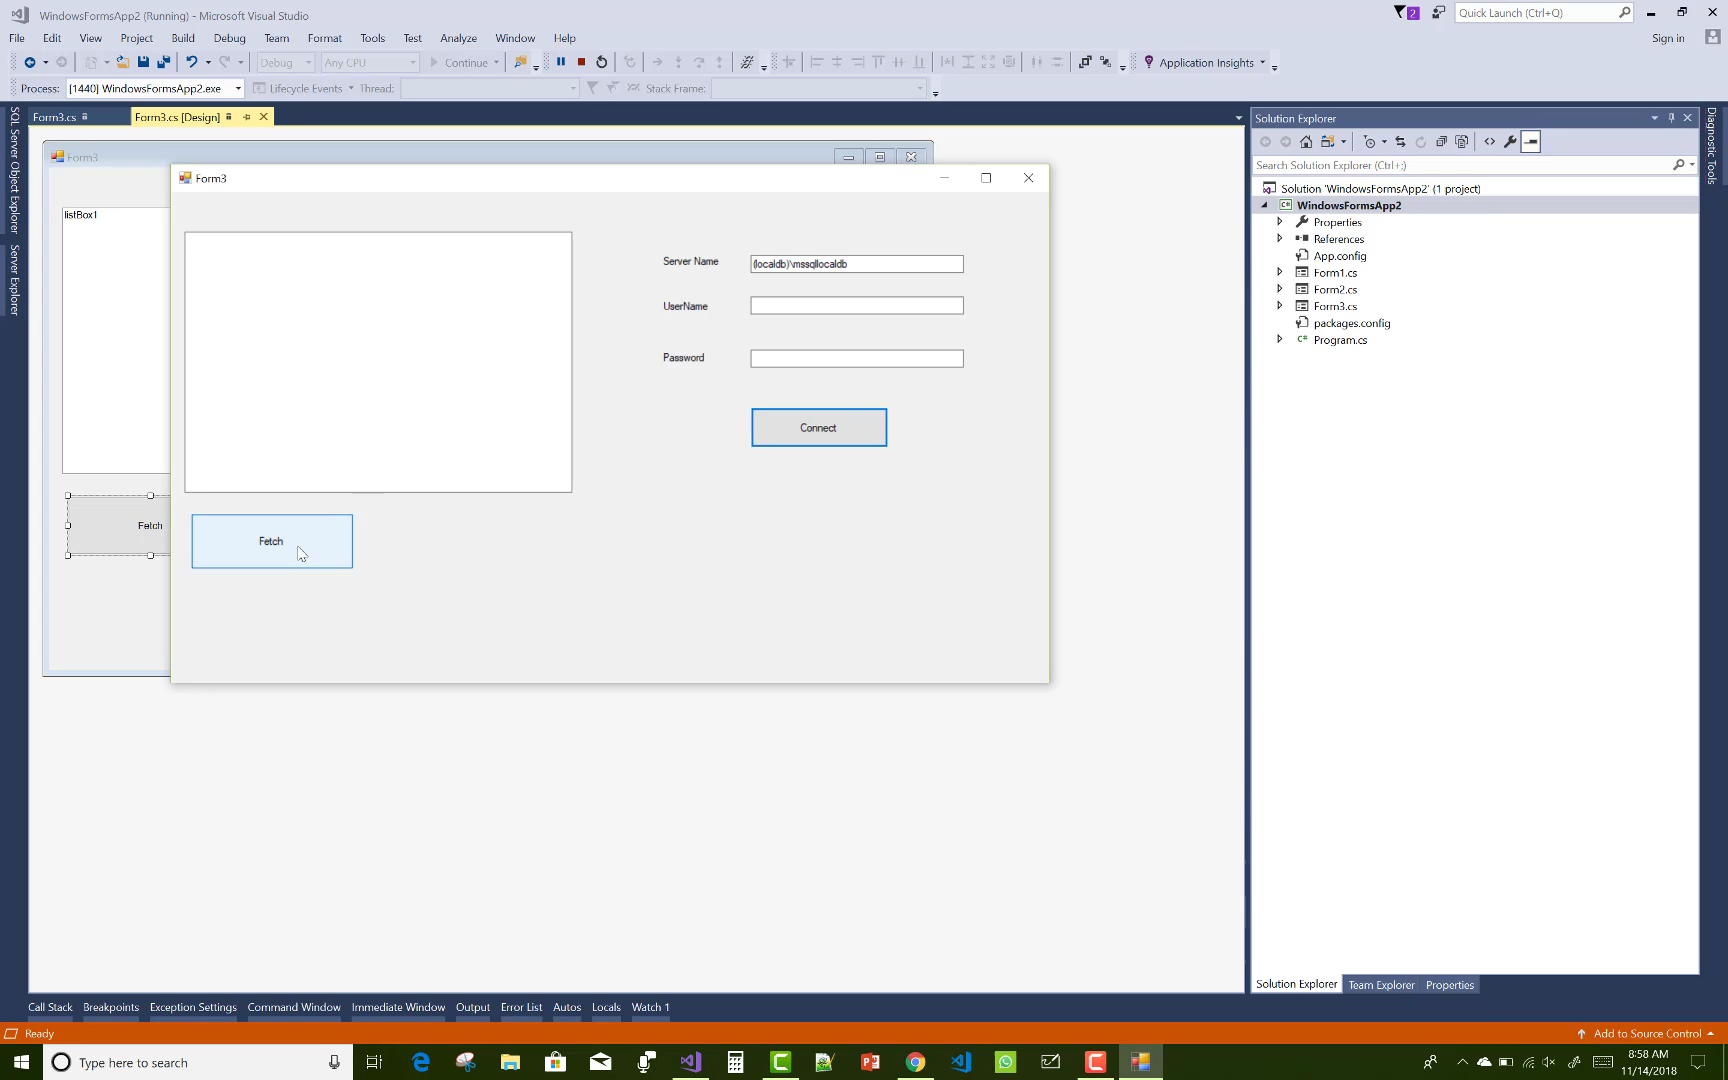 WindowsFormsApp2 (Running) - Microsoft Visual Studio
2
Quick Launch (Ctrl+Q)
File Edit View Project Build Debug Team Format Tools Test Analyze Window Help
Sign in
Debug Any CPU Continue Application Insights
Process: [1440] WindowsFormsApp2.exe Lifecycle Events Thread: Stack Frame:
SQL Server Object Explorer
Server Explorer
Form3.cs Form3.cs [Design]
Form3
listBox1
Fetch
Form3
Server Name (localdb)\mssqllocaldb
UserName
Password
Connect
Fetch
Solution Explorer
Search Solution Explorer (Ctrl+;)
Solution 'WindowsFormsApp2' (1 project)
C# WindowsFormsApp2
Properties
References
App.config
Form1.cs
Form2.cs
Form3.cs
packages.config
C# Program.cs
Diagnostic Tools
Solution Explorer Team Explorer Properties
Call Stack Breakpoints Exception Settings Command Window Immediate Window Output Error List Autos Locals Watch 1
Ready
Add to Source Control
Type here to search
8:58 AM
11/14/2018